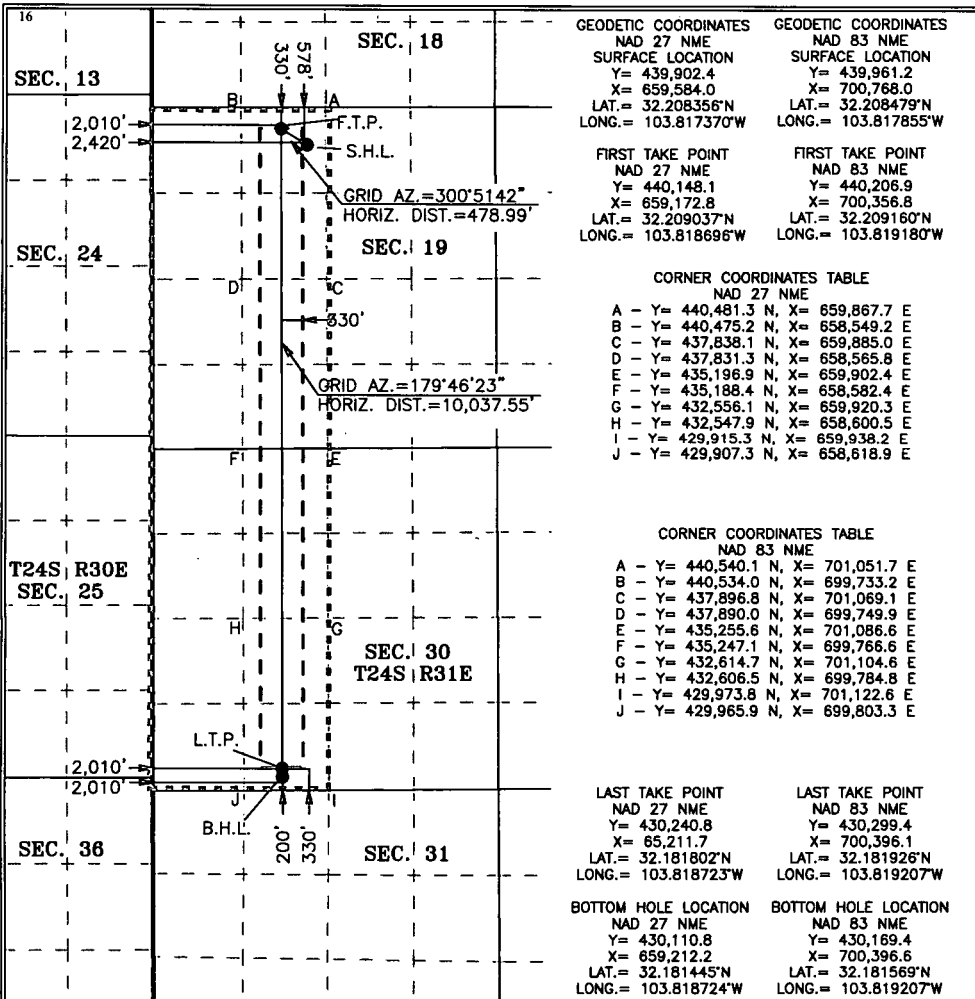 16
SEC. 18
SEC. 13
330'
578'
B
A
2,010'
F.T.P.
2,420'
S.H.L.
GRID AZ.=300°51'42"
HORIZ. DIST.=478.99'
SEC. 24
SEC. 19
D
C
330'
GRID AZ.=179°46'23"
HORIZ. DIST.=10,037.55'
F
E
T24S R30E
SEC. 25
H
G
SEC. 30
T24S R31E
L.T.P.
2,010'
2,010'
J
I
B.H.L.
200'
330'
SEC. 36
SEC. 31
GEODETIC COORDINATES
NAD 27 NME
SURFACE LOCATION
Y= 439,902.4
X= 659,584.0
LAT.= 32.208356°N
LONG.= 103.817370°W
GEODETIC COORDINATES
NAD 83 NME
SURFACE LOCATION
Y= 439,961.2
X= 700,768.0
LAT.= 32.208479°N
LONG.= 103.817855°W
FIRST TAKE POINT
NAD 27 NME
Y= 440,148.1
X= 659,172.8
LAT.= 32.209037°N
LONG.= 103.818696°W
FIRST TAKE POINT
NAD 83 NME
Y= 440,206.9
X= 700,356.8
LAT.= 32.209160°N
LONG.= 103.819180°W
CORNER COORDINATES TABLE
NAD 27 NME
A - Y= 440,481.3 N, X= 659,867.7 E
B - Y= 440,475.2 N, X= 658,549.2 E
C - Y= 437,838.1 N, X= 659,885.0 E
D - Y= 437,831.3 N, X= 658,565.8 E
E - Y= 435,196.9 N, X= 659,902.4 E
F - Y= 435,188.4 N, X= 658,582.4 E
G - Y= 432,556.1 N, X= 659,920.3 E
H - Y= 432,547.9 N, X= 658,600.5 E
I - Y= 429,915.3 N, X= 659,938.2 E
J - Y= 429,907.3 N, X= 658,618.9 E
CORNER COORDINATES TABLE
NAD 83 NME
A - Y= 440,540.1 N, X= 701,051.7 E
B - Y= 440,534.0 N, X= 699,733.2 E
C - Y= 437,896.8 N, X= 701,069.1 E
D - Y= 437,890.0 N, X= 699,749.9 E
E - Y= 435,255.6 N, X= 701,086.6 E
F - Y= 435,247.1 N, X= 699,766.6 E
G - Y= 432,614.7 N, X= 701,104.6 E
H - Y= 432,606.5 N, X= 699,784.8 E
I - Y= 429,973.8 N, X= 701,122.6 E
J - Y= 429,965.9 N, X= 699,803.3 E
LAST TAKE POINT
NAD 27 NME
Y= 430,240.8
X= 65,211.7
LAT.= 32.181802°N
LONG.= 103.818723°W
LAST TAKE POINT
NAD 83 NME
Y= 430,299.4
X= 700,396.1
LAT.= 32.181926°N
LONG.= 103.819207°W
BOTTOM HOLE LOCATION
NAD 27 NME
Y= 430,110.8
X= 659,212.2
LAT.= 32.181445°N
LONG.= 103.818724°W
BOTTOM HOLE LOCATION
NAD 83 NME
Y= 430,169.4
X= 700,396.6
LAT.= 32.181569°N
LONG.= 103.819207°W